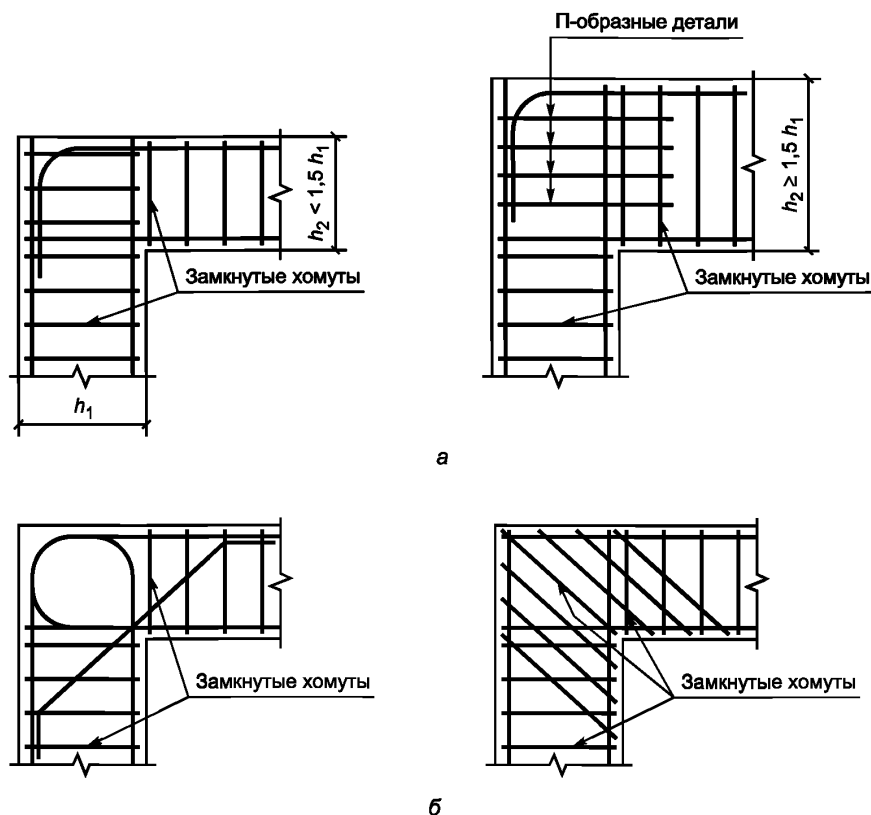 П-образные детали
h2 < 1,5 h1
Замкнутые хомуты
h1
h2 ≥ 1,5 h1
Замкнутые хомуты
а
Замкнутые хомуты
Замкнутые хомуты
б